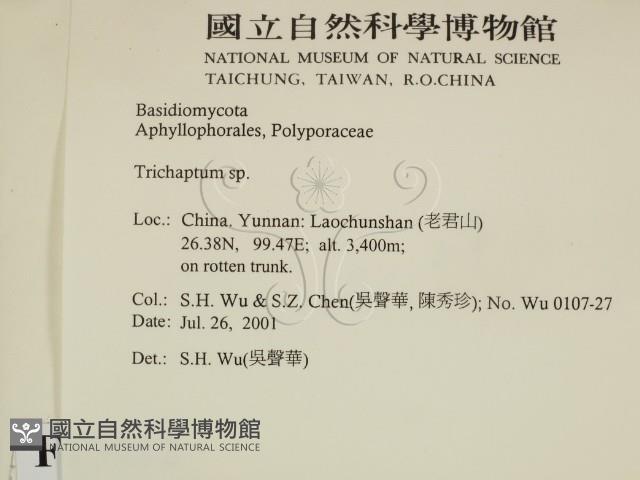 國立自然科學博物館
NATIONAL MUSEUM OF NATURAL SCIENCE
TAICHUNG, TAIWAN, R.O.CHINA
Basidiomycota
Aphyllophorales, Polyporaceae
Trichaptum sp.
Loc.: China. Yunnan: Laochunshan (老君山)
26.38N, 99.47E; alt. 3,400m;
on rotten trunk.
Col.: S.H. Wu & S.Z. Chen(吳聲華, 陳秀珍); No. Wu 0107-27
Date: Jul. 26, 2001
Det.: S.H. Wu(吳聲華)
國立自然科學博物館
NATIONAL MUSEUM OF NATURAL SCIENCE
F